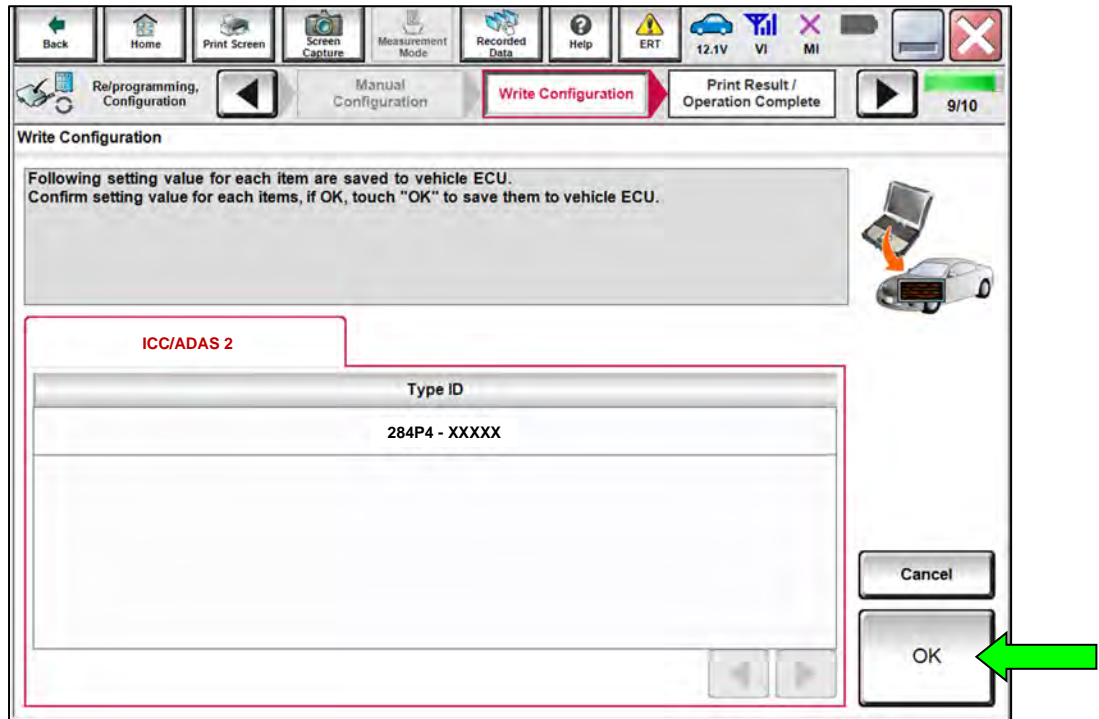 Back
Home
Print Screen
Screen
Capture
Measurement
Mode
Recorded
Data
Help
ERT
12.1V
VI
MI
Re/programming,
Configuration
Manual
Configuration
Write Configuration
Print Result /
Operation Complete
9/10
Write Configuration
Following setting value for each item are saved to vehicle ECU.
Confirm setting value for each items, if OK, touch "OK" to save them to vehicle ECU.
ICC/ADAS 2
Type ID
284P4 - XXXXX
Cancel
OK